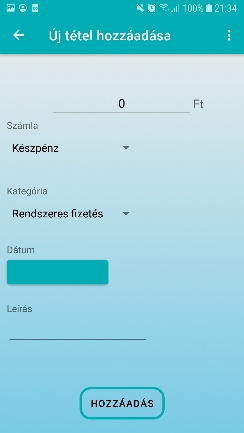 100% 21:34
Új tétel hozzáadása
0 Ft
Számla
Készpénz
Kategória
Rendszeres fizetés
Dátum
Leírás
HOZZÁADÁS